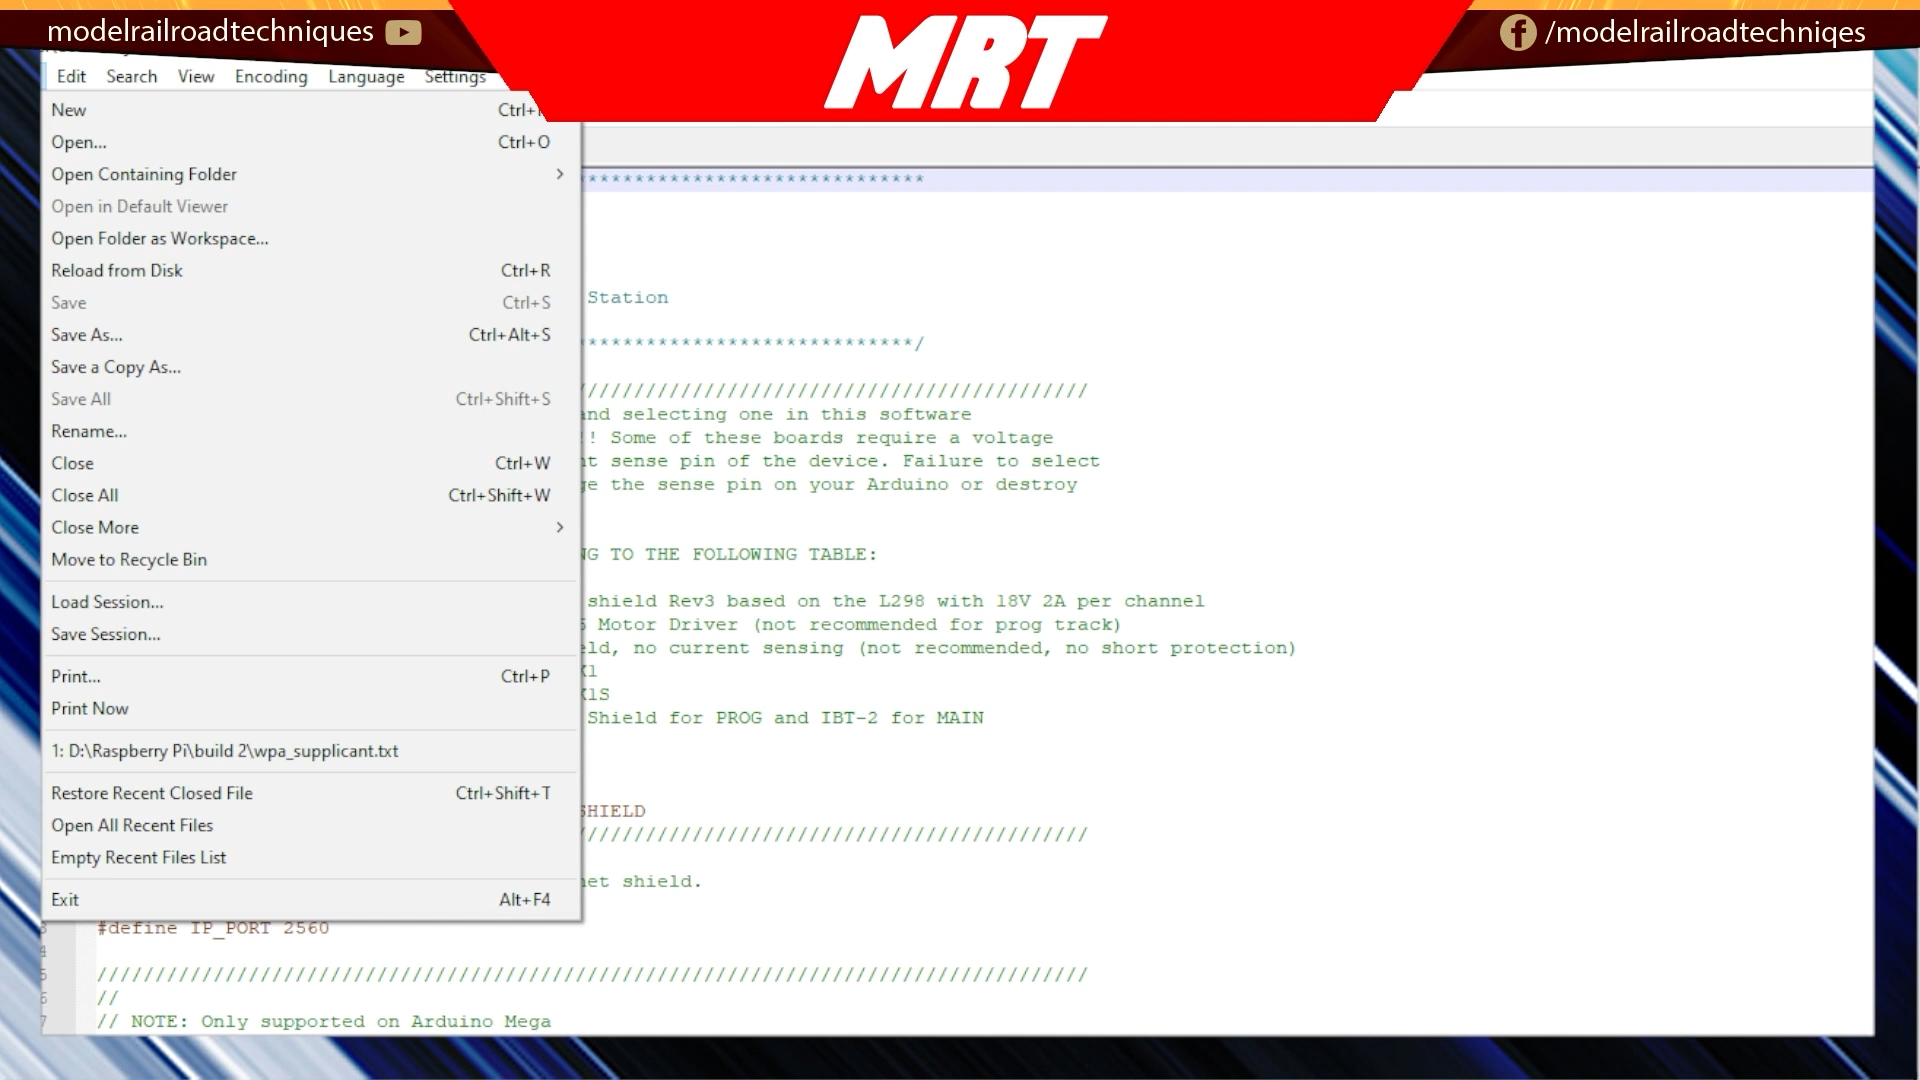 modelrailroadtechniques
MRT
/modelrailroadtechniqes
Edit Search View Encoding Language Settings
New Ctrl+
Open... Ctrl+O
Open Containing Folder
Open in Default Viewer
Open Folder as Workspace...
Reload from Disk Ctrl+R
Save Ctrl+S
Save As... Ctrl+Alt+S
Save a Copy As...
Save All Ctrl+Shift+S
Rename...
Close Ctrl+W
Close All Ctrl+Shift+W
Close More
Move to Recycle Bin
Load Session...
Save Session...
Print... Ctrl+P
Print Now
1: D:\Raspberry Pi\build 2\wpa_supplicant.txt
Restore Recent Closed File Ctrl+Shift+T
Open All Recent Files
Empty Recent Files List
Exit Alt+F4
*****************************
Station
****************************/
///////////////////////////////////////////
and selecting one in this software
!! Some of these boards require a voltage
sense pin of the device. Failure to select
the sense pin on your Arduino or destroy
TO THE FOLLOWING TABLE:
shield Rev3 based on the L298 with 18V 2A per channel
Motor Driver (not recommended for prog track)
no current sensing (not recommended, no short protection)
Shield for PROG and IBT-2 for MAIN
SHIELD
///////////////////////////////////////////
shield.
#define IP_PORT 2560
/////////////////////////////////////////////////////////////////////////////////////
//
// NOTE: Only supported on Arduino Mega